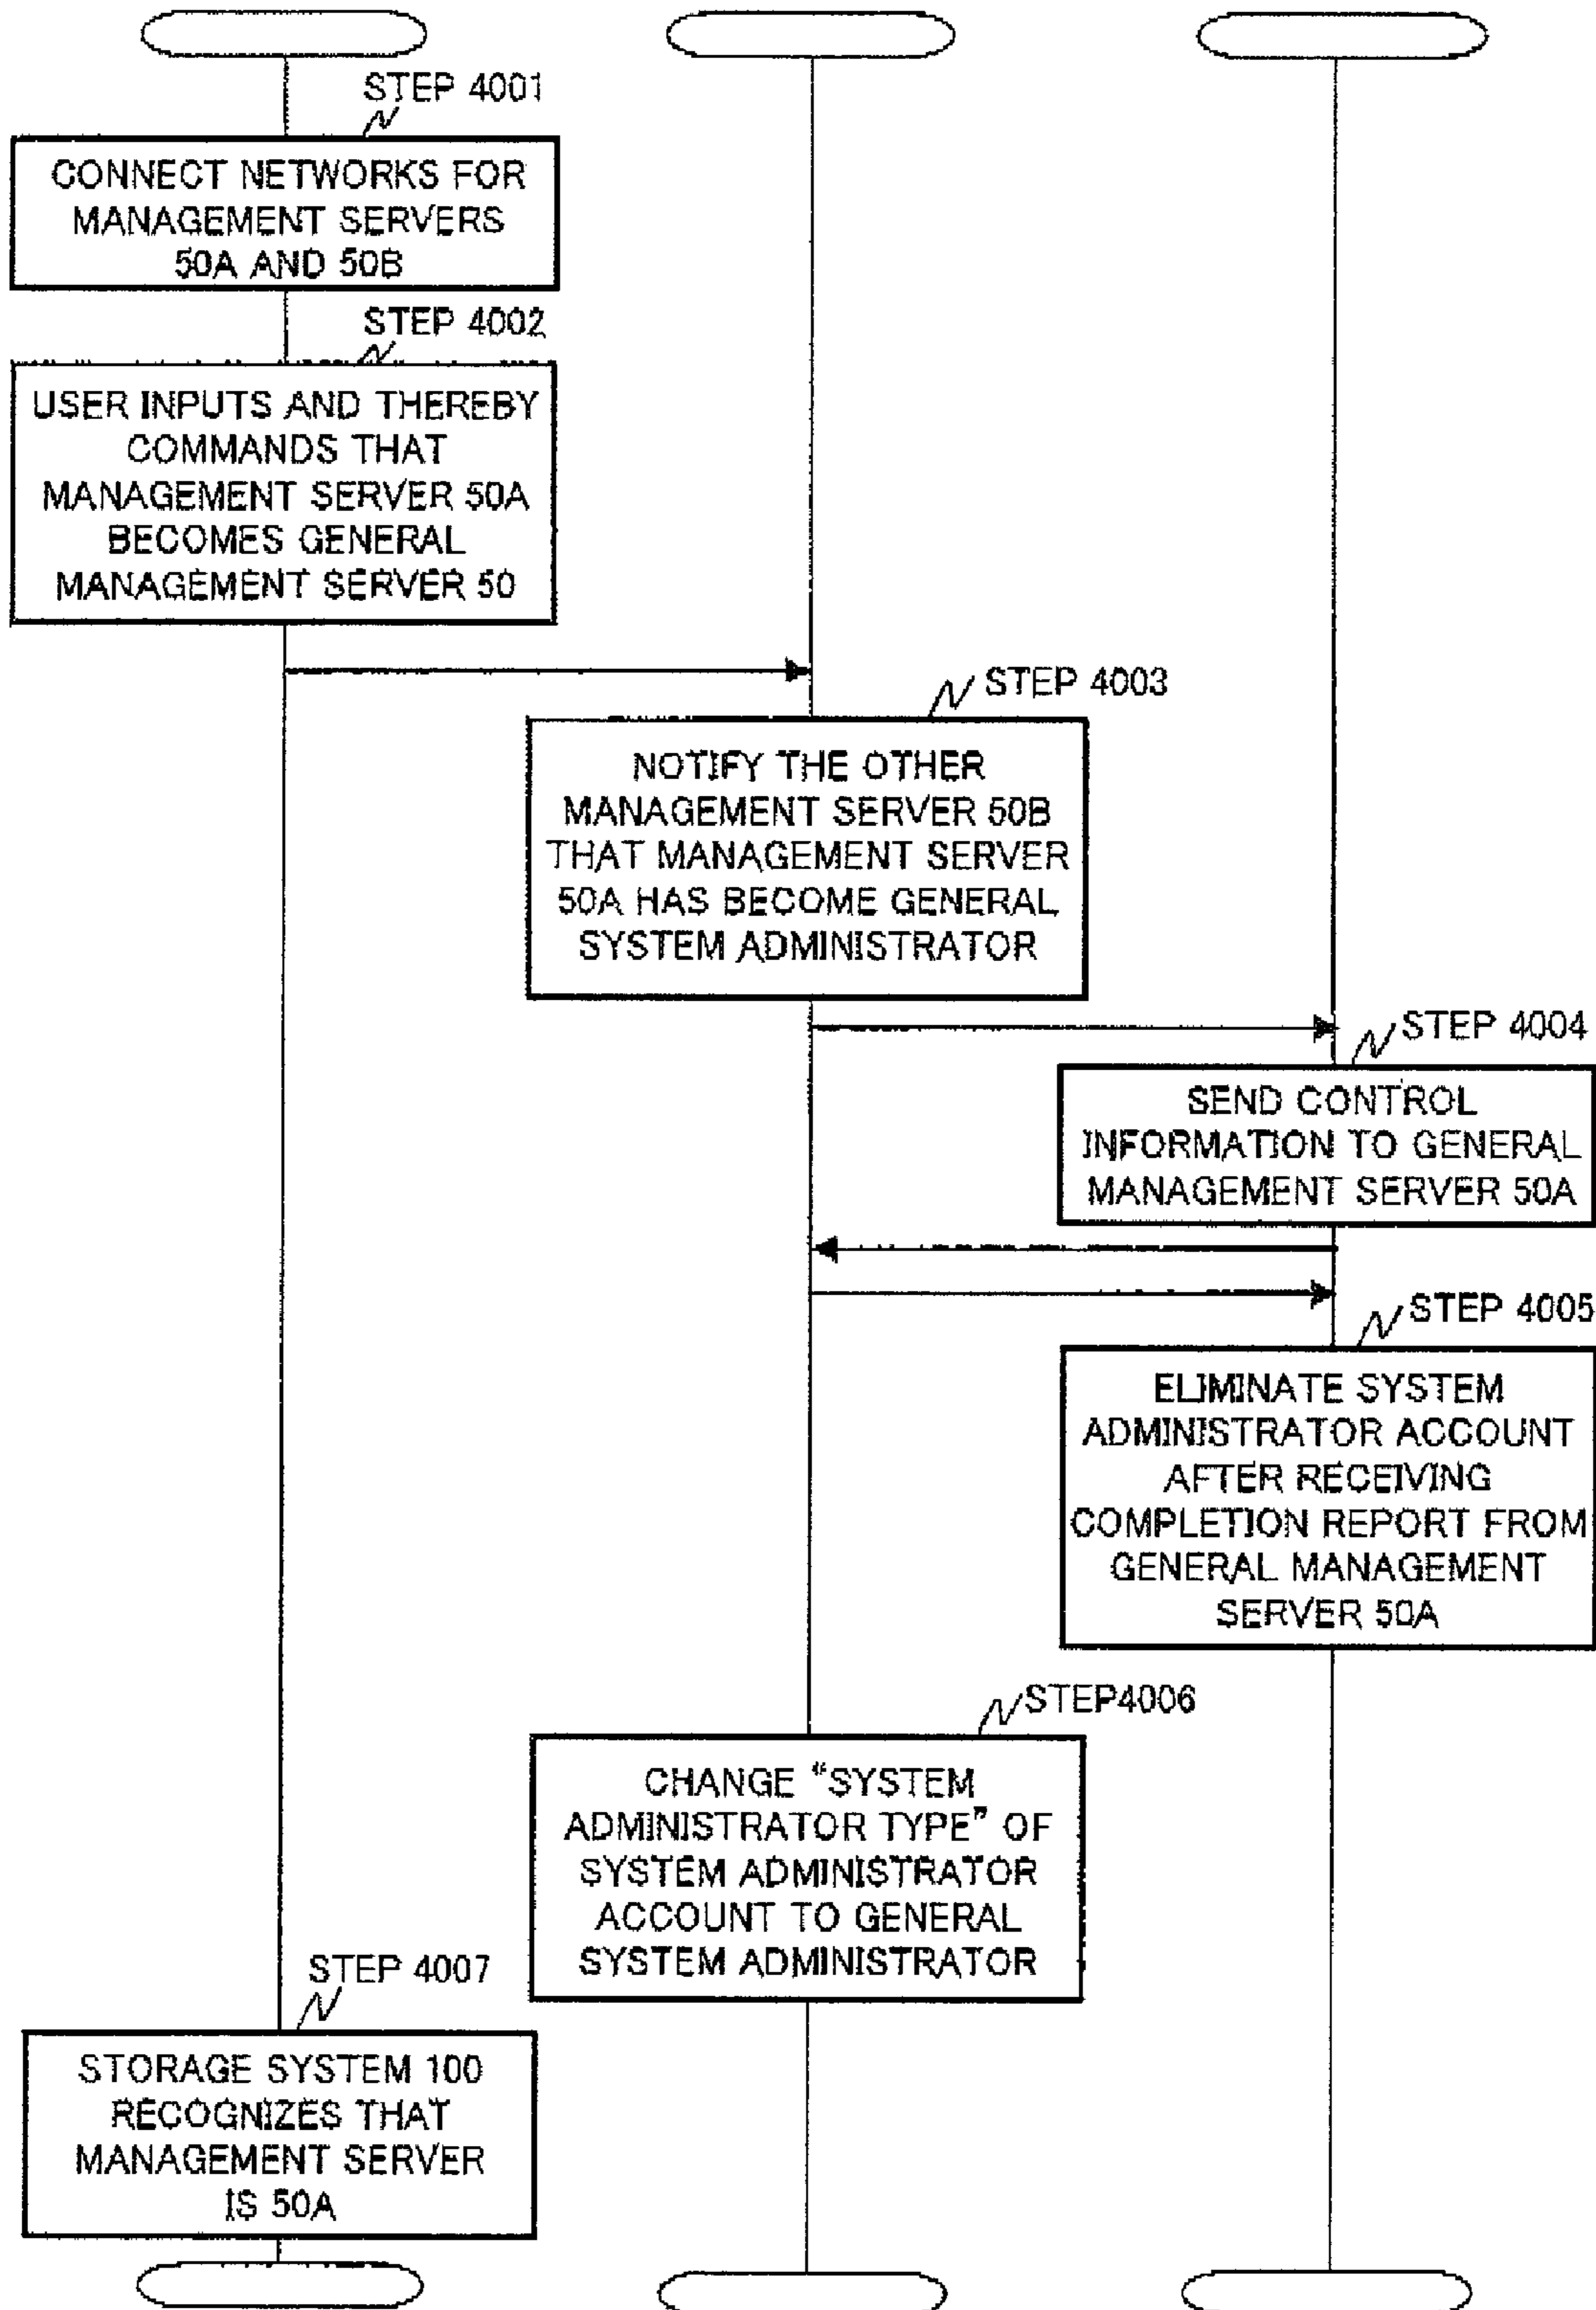 STEP 4001
CONNECT NETWORKS FOR
MANAGEMENT SERVERS
50A AND 50B
STEP 4002
USER INPUTS AND THEREBY
COMMANDS THAT
MANAGEMENT SERVER 50A
BECOMES GENERAL
MANAGEMENT SERVER 50
STEP 4003
NOTIFY THE OTHER
MANAGEMENT SERVER 50B
THAT MANAGEMENT SERVER
50A HAS BECOME GENERAL
SYSTEM ADMINISTRATOR
STEP 4004
SEND CONTROL
INFORMATION TO GENERAL
MANAGEMENT SERVER 50A
STEP 4005
ELIMINATE SYSTEM
ADMINISTRATOR ACCOUNT
AFTER RECEIVING
COMPLETION REPORT FROM
GENERAL MANAGEMENT
SERVER 50A
STEP4006
CHANGE “SYSTEM
ADMINISTRATOR TYPE” OF
SYSTEM ADMINISTRATOR
ACCOUNT TO GENERAL
SYSTEM ADMINISTRATOR
STEP 4007
STORAGE SYSTEM 100
RECOGNIZES THAT
MANAGEMENT SERVER
IS 50A